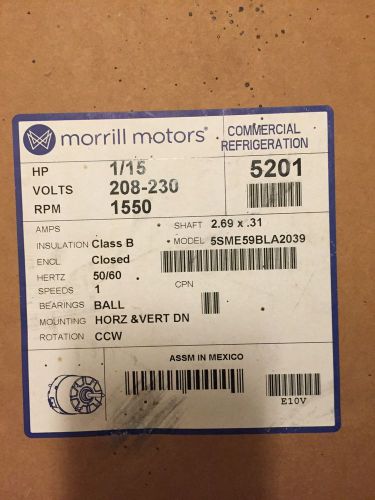 morrill motors®
COMMERCIAL
REFRIGERATION
HP 1/15
5201
VOLTS 208-230
RPM 1550
AMPS
SHAFT 2.69 x .31
INSULATION Class B
MODEL 5SME59BLA2039
ENCL Closed
HERTZ 50/60
SPEEDS 1
CPN
BEARINGS BALL
MOUNTING HORZ &VERT DN
ROTATION CCW
ASSM IN MEXICO
E10V